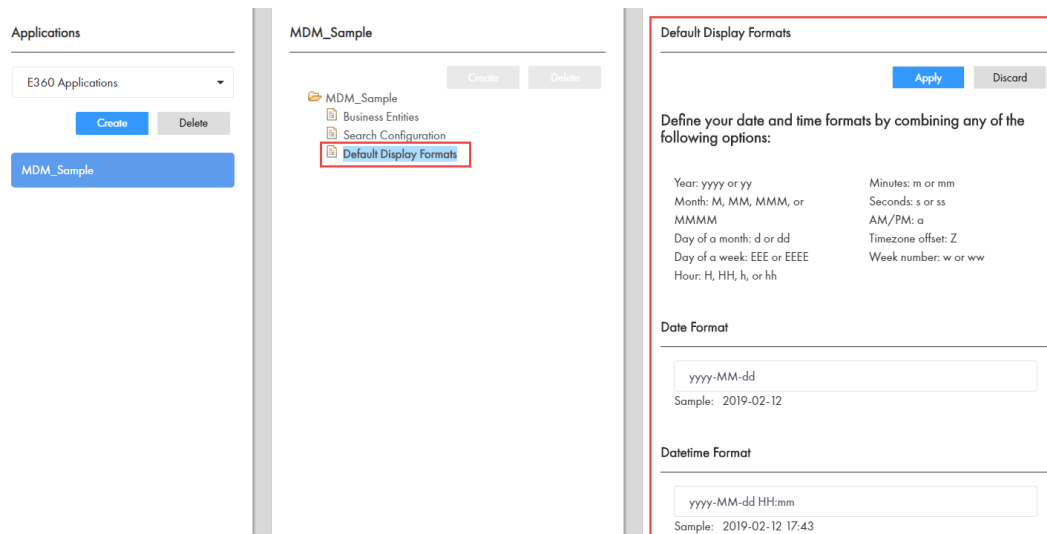 Applications
E360 Applications
Create Delete
MDM_Sample
MDM_Sample
Create Delete
MDM_Sample
Business Entities
Search Configuration
Default Display Formats
Default Display Formats
Apply Discard
Define your date and time formats by combining any of the
following options:
Year: yyyy or yy
Month: M, MM, MMM, or
MMMM
Day of a month: d or dd
Day of a week: EEE or EEEE
Hour: H, HH, h, or hh
Minutes: m or mm
Seconds: s or ss
AM/PM: a
Timezone offset: Z
Week number: w or ww
Date Format
yyyy-MM-dd
Sample: 2019-02-12
Datetime Format
yyyy-MM-dd HH:mm
Sample: 2019-02-12 17:43